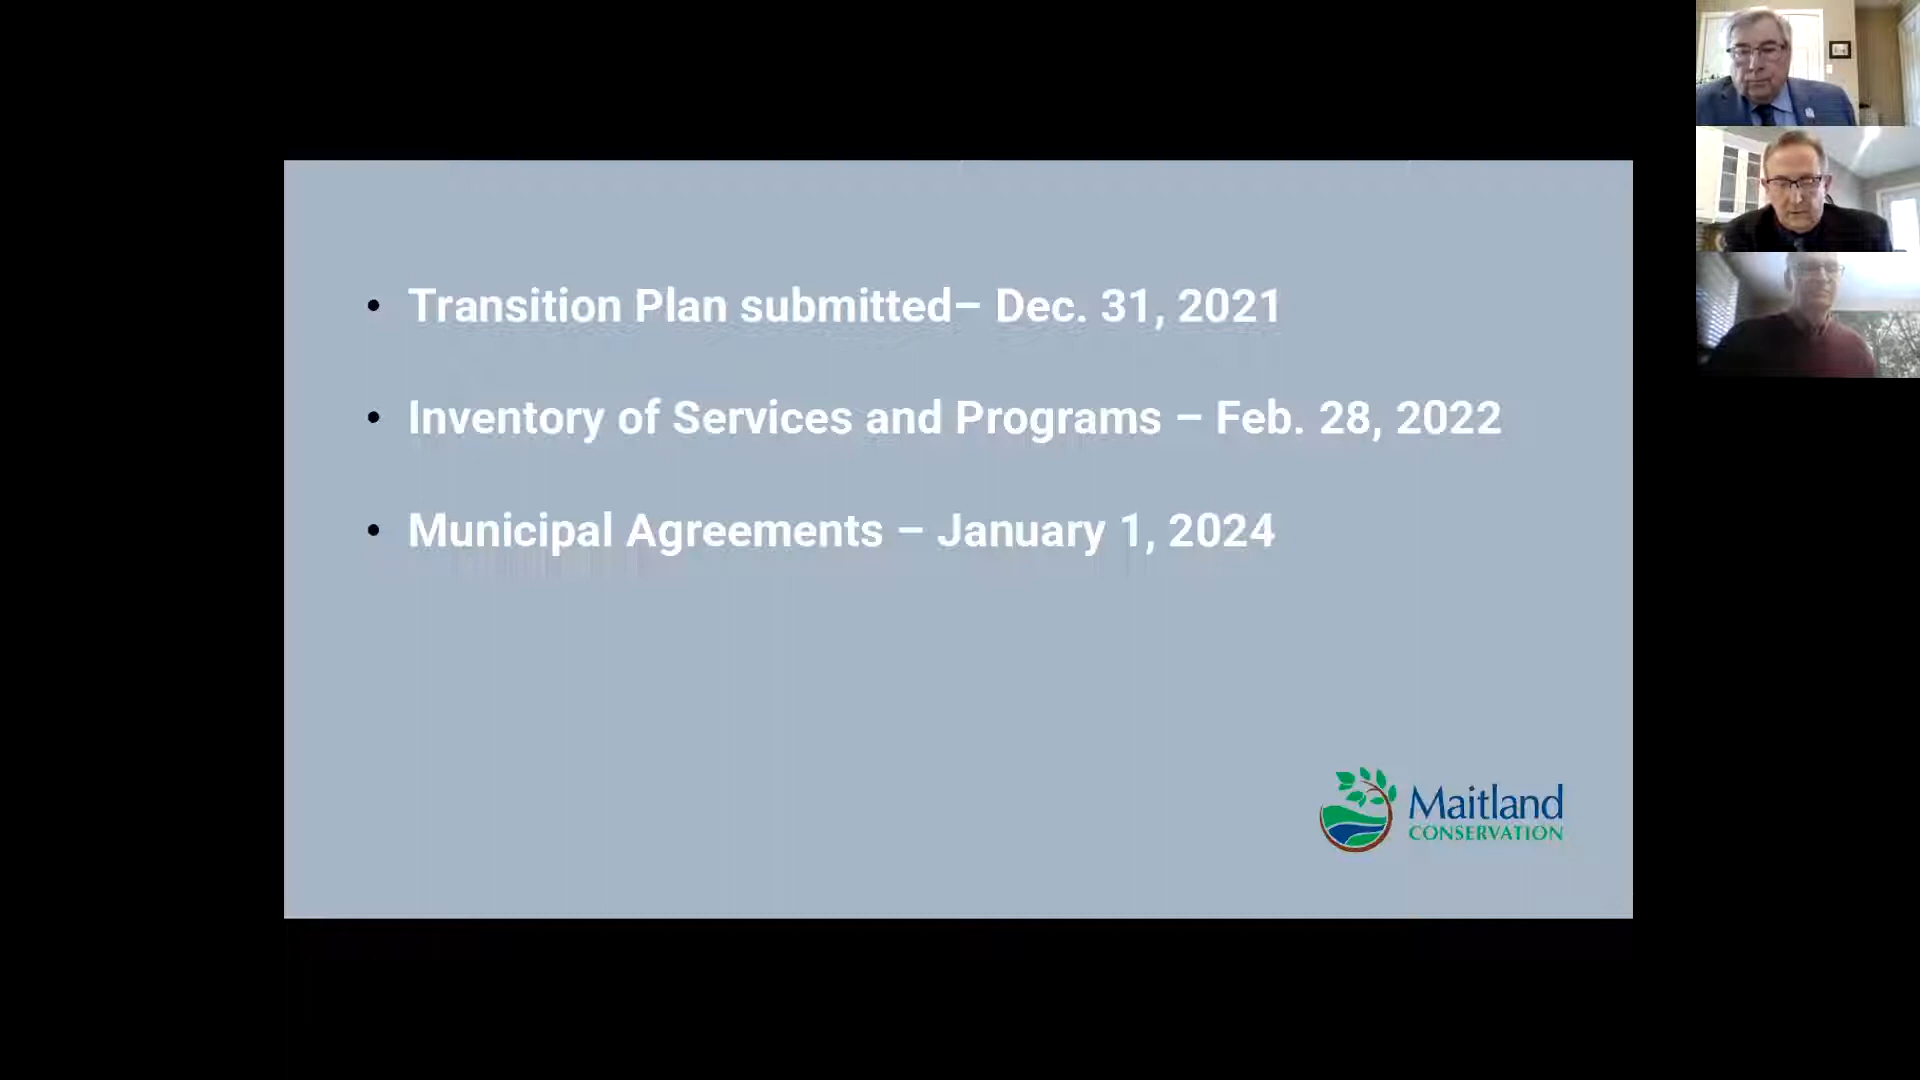 Transition Plan submitted– Dec. 31, 2021
Inventory of Services and Programs – Feb. 28, 2022
Municipal Agreements – January 1, 2024
Maitland
CONSERVATION